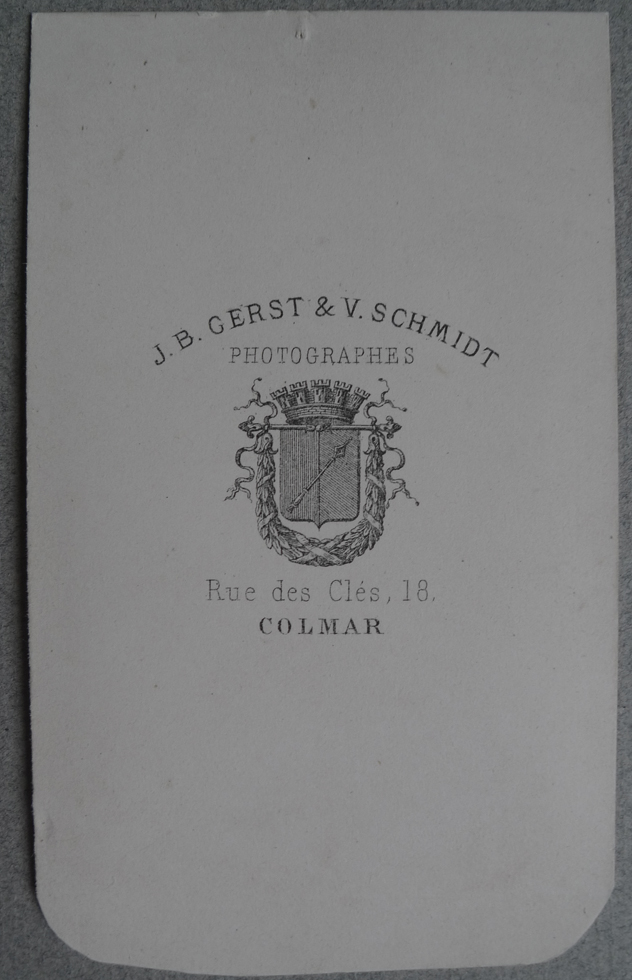 J. B. GERST & V. SCHMIDT
PHOTOGRAPHES
Rue des Clés, 18.
COLMAR